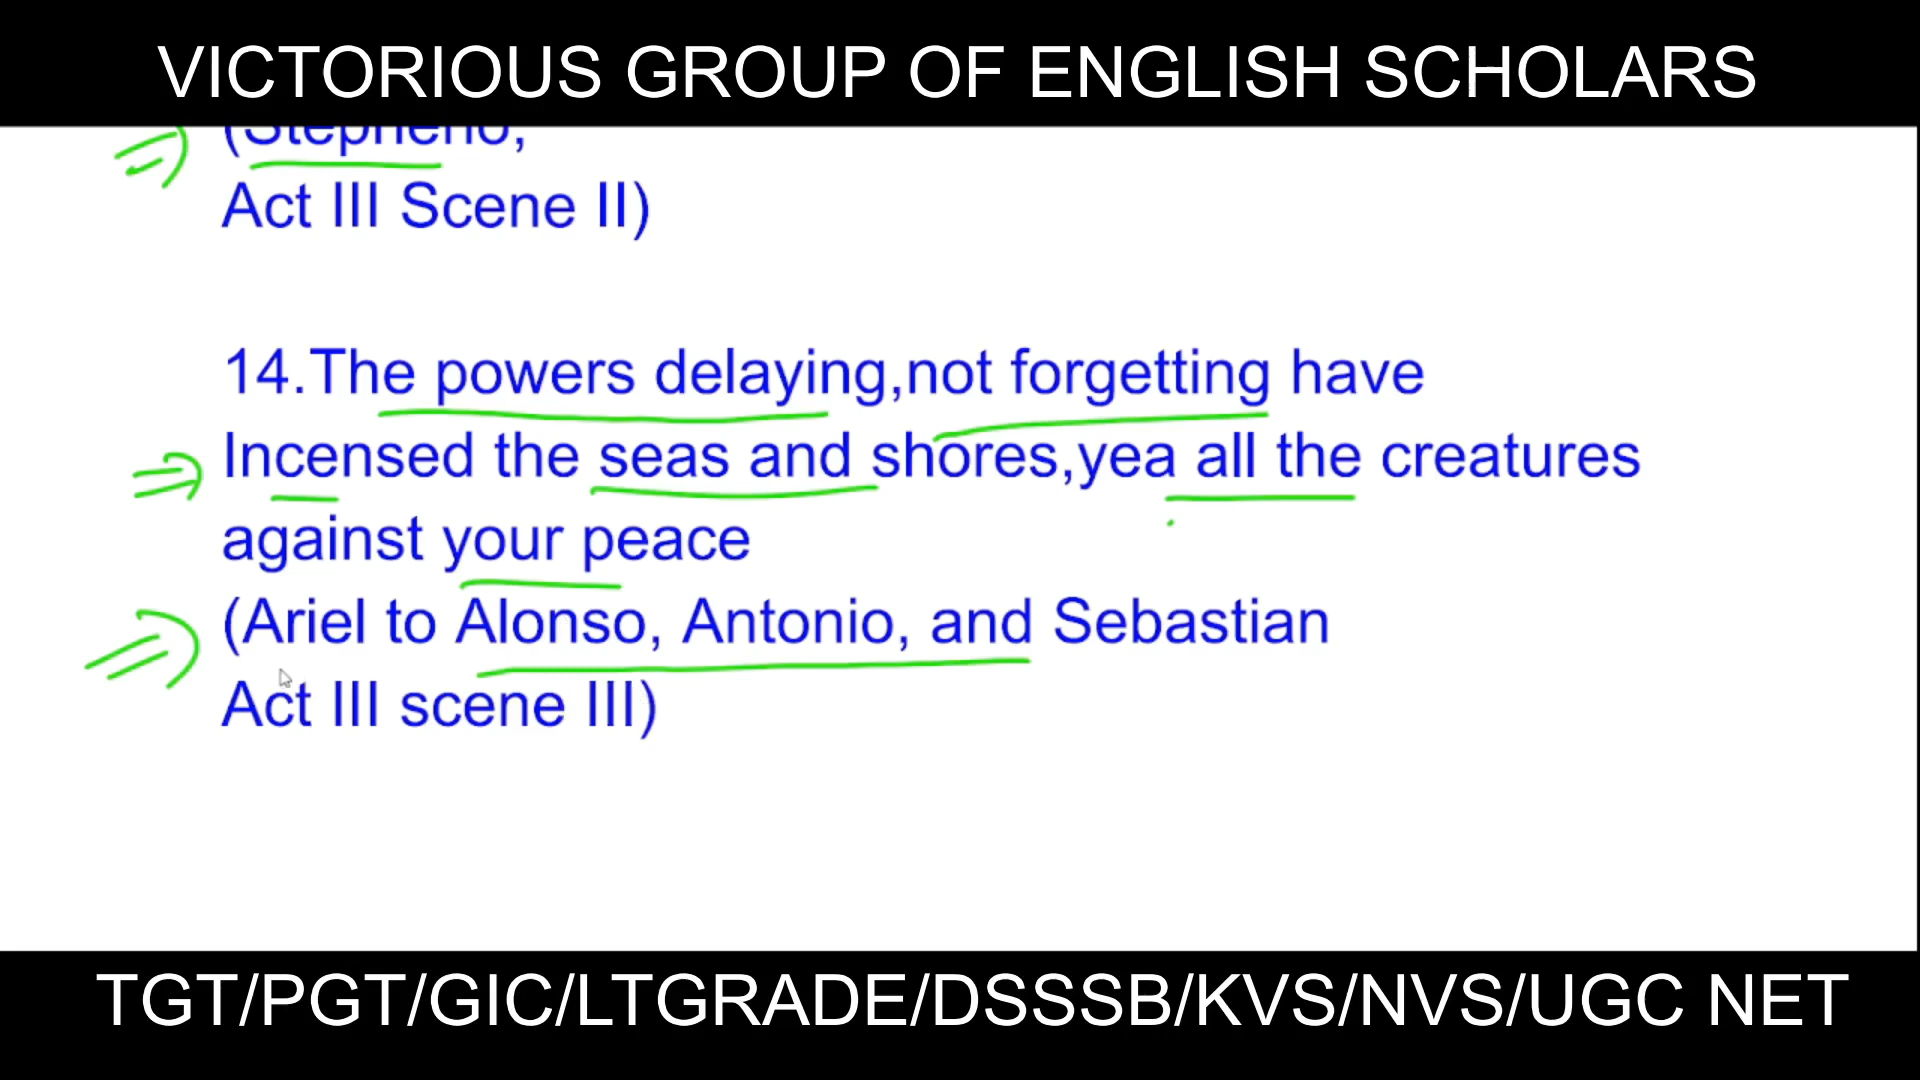 VICTORIOUS GROUP OF ENGLISH SCHOLARS
(Stepheno,
Act III Scene II)
14.The powers delaying,not forgetting have
Incensed the seas and shores,yea all the creatures
against your peace
(Ariel to Alonso, Antonio, and Sebastian
Act III scene III)
TGT/PGT/GIC/LTGRADE/DSSSB/KVS/NVS/UGC NET